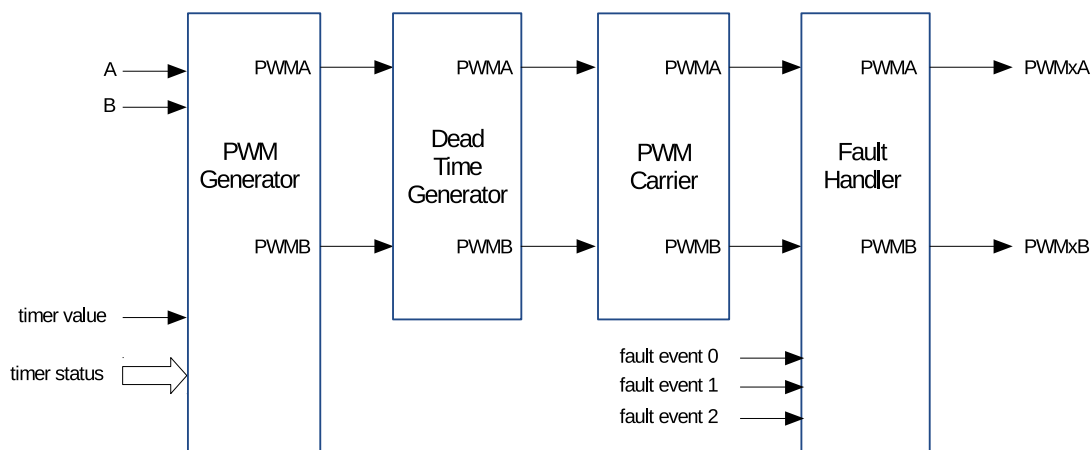 PWMA PWMA PWMA PWMA PWMxA
A
B
PWM Generator
Dead Time Generator
PWM Carrier
Fault Handler
PWMB PWMB PWMB PWMB PWMxB
timer value
timer status
fault event 0
fault event 1
fault event 2